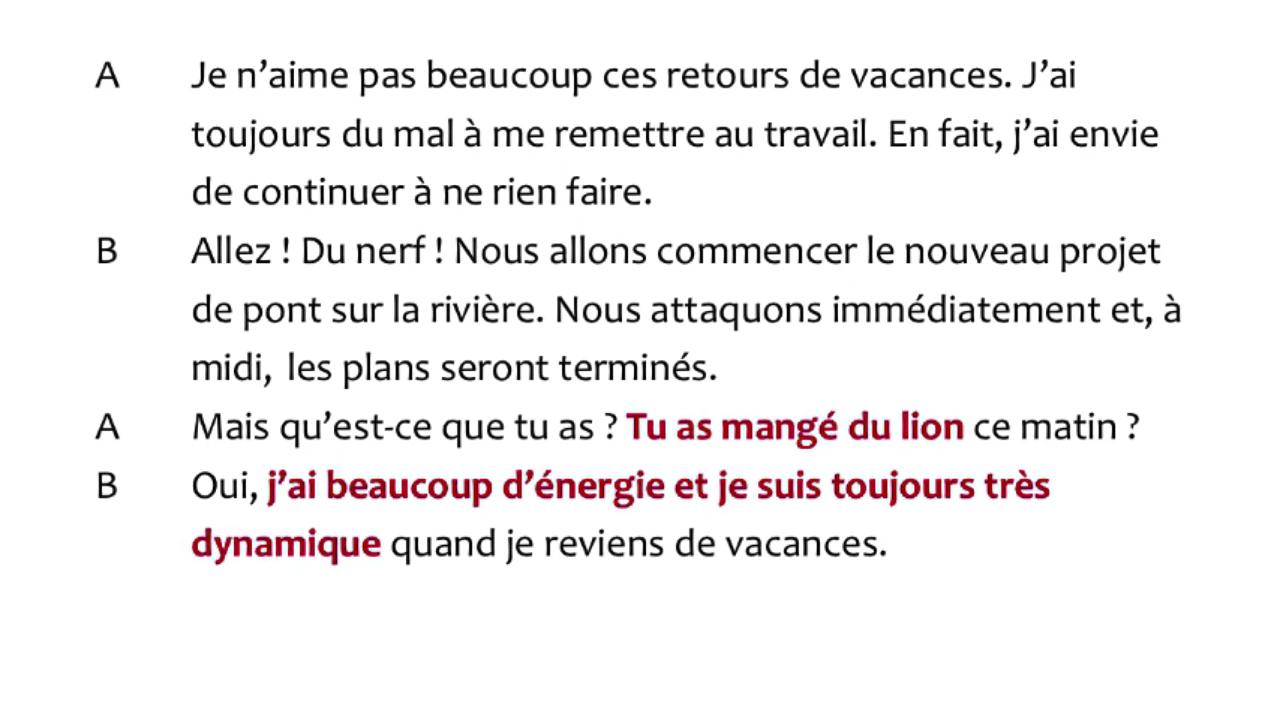 A Je n’aime pas beaucoup ces retours de vacances. J’ai
toujours du mal à me remettre au travail. En fait, j’ai envie
de continuer à ne rien faire.
B Allez ! Du nerf ! Nous allons commencer le nouveau projet
de pont sur la rivière. Nous attaquons immédiatement et, à
midi, les plans seront terminés.
A Mais qu’est-ce que tu as ? Tu as mangé du lion ce matin ?
B Oui, j’ai beaucoup d’énergie et je suis toujours très
dynamique quand je reviens de vacances.